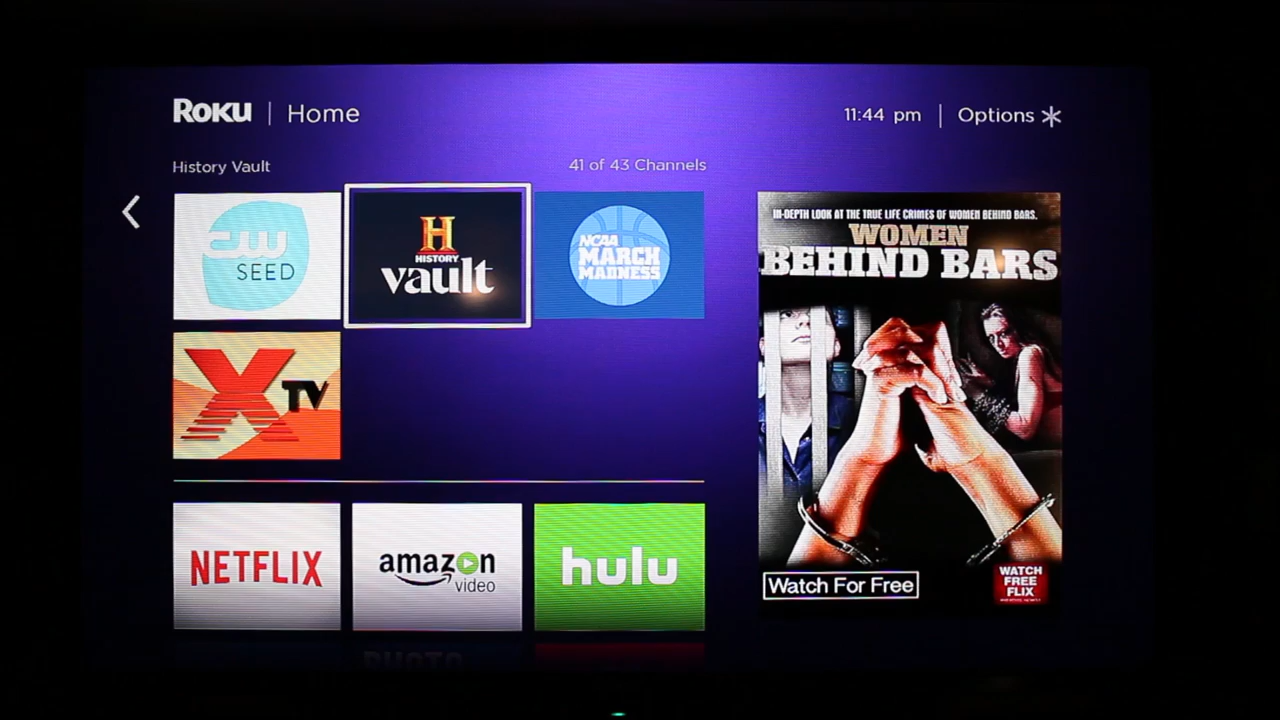 Roku | Home
11:44 pm | Options
History Vault
41 of 43 Channels
CW
SEED
H
HISTORY
vault
NCAA
MARCH
MADNESS
X TV
NETFLIX
amazon
video
hulu
PHOTO
IN-DEPTH LOOK AT THE TRUE LIFE CRIMES OF WOMEN BEHIND BARS.
WOMEN
BEHIND BARS
Watch For Free
WATCH
FREE
FLIX